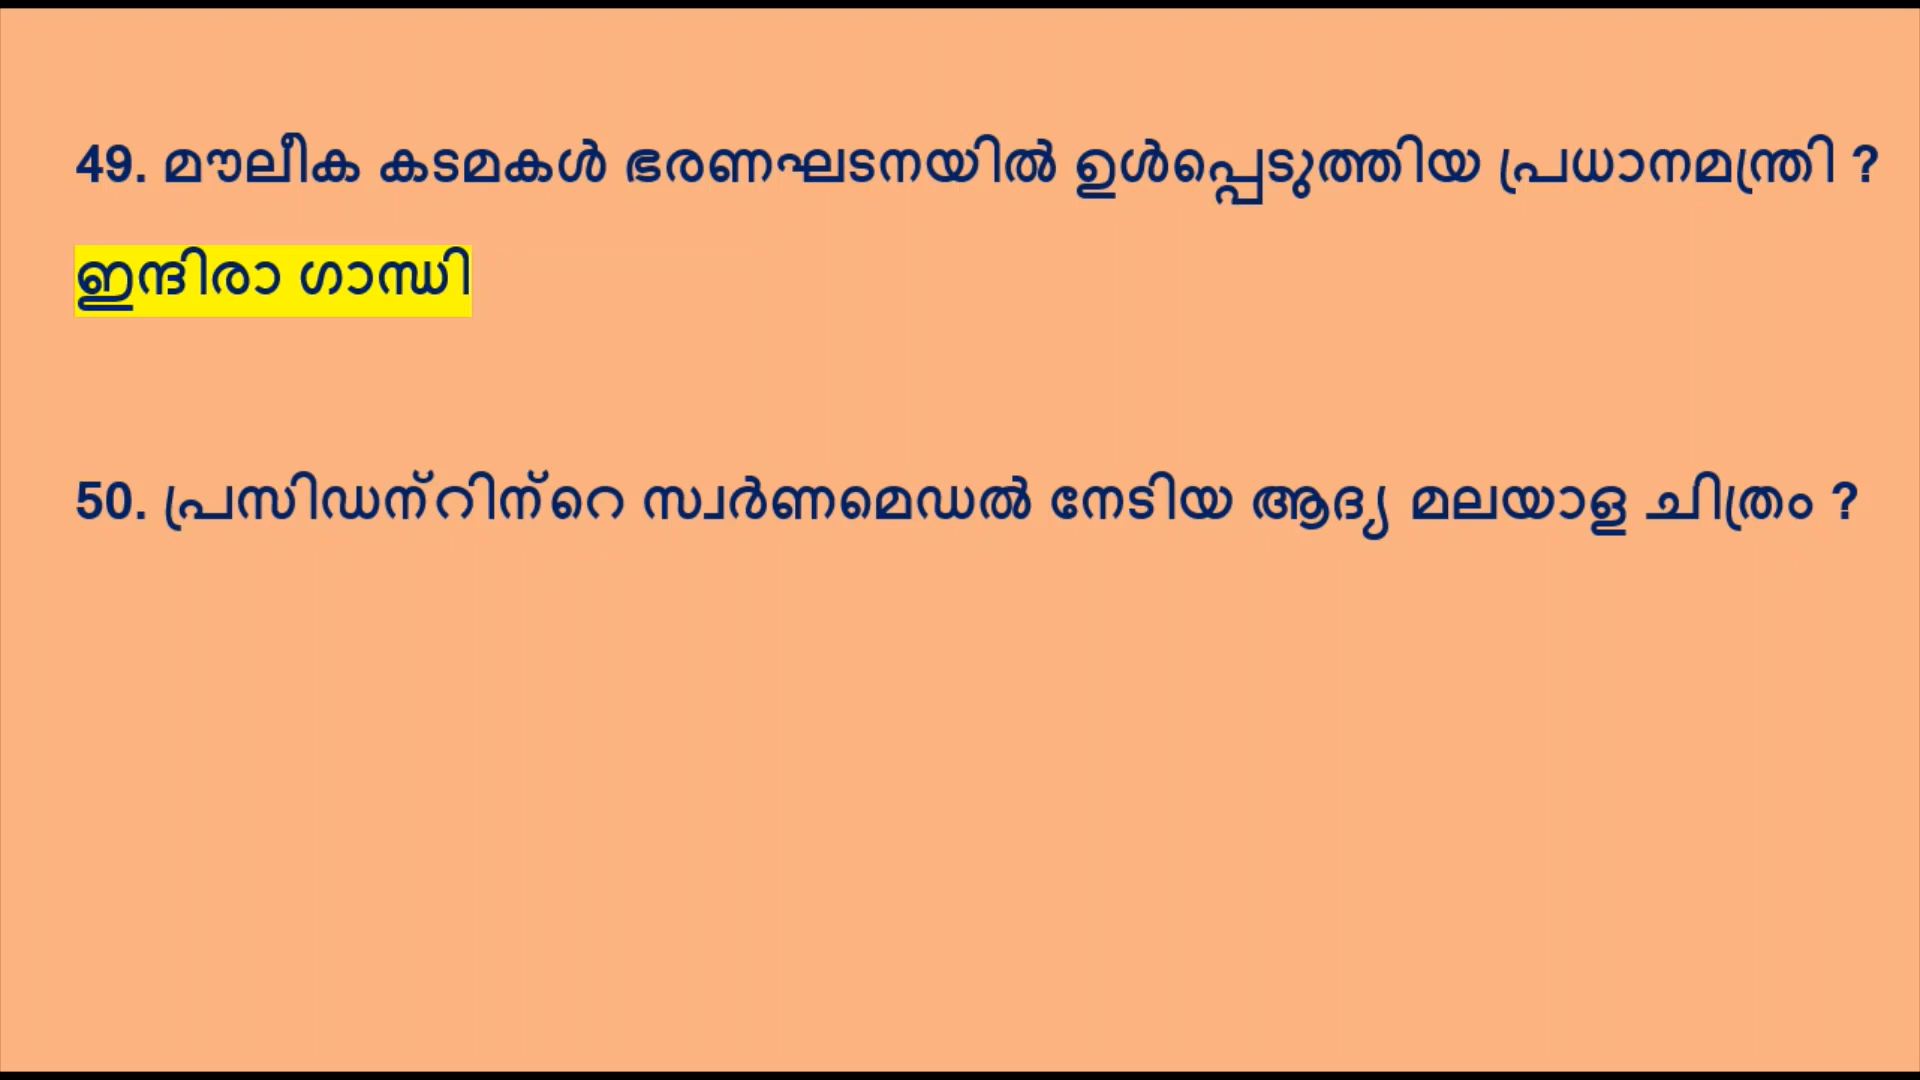 49. മൗലീക കടമകൾ ഭരണഘടനയിൽ ഉൾപ്പെടുത്തിയ പ്രധാനമന്ത്രി ?
ഇന്ദിരാ ഗാന്ധി
50. പ്രസിഡന്‌റിന്‌റെ സ്വർണമെഡൽ നേടിയ ആദ്യ മലയാള ചിത്രം ?